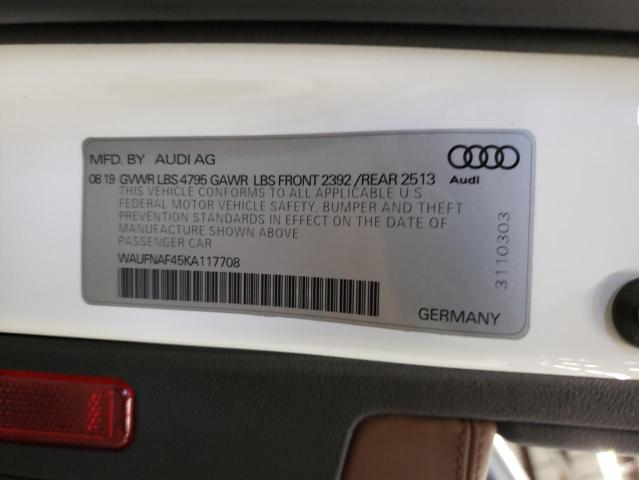 MFD. BY AUDI AG
08 19 GVWR LBS 4795 GAWR LBS FRONT 2392 /REAR 2513
Audi
THIS VEHICLE CONFORMS TO ALL APPLICABLE U.S.
FEDERAL MOTOR VEHICLE SAFETY, BUMPER AND THEFT
PREVENTION STANDARDS IN EFFECT ON THE DATE OF
MANUFACTURE SHOWN ABOVE
PASSENGER CAR
WAUFNAF45KA117708
3110303
GERMANY